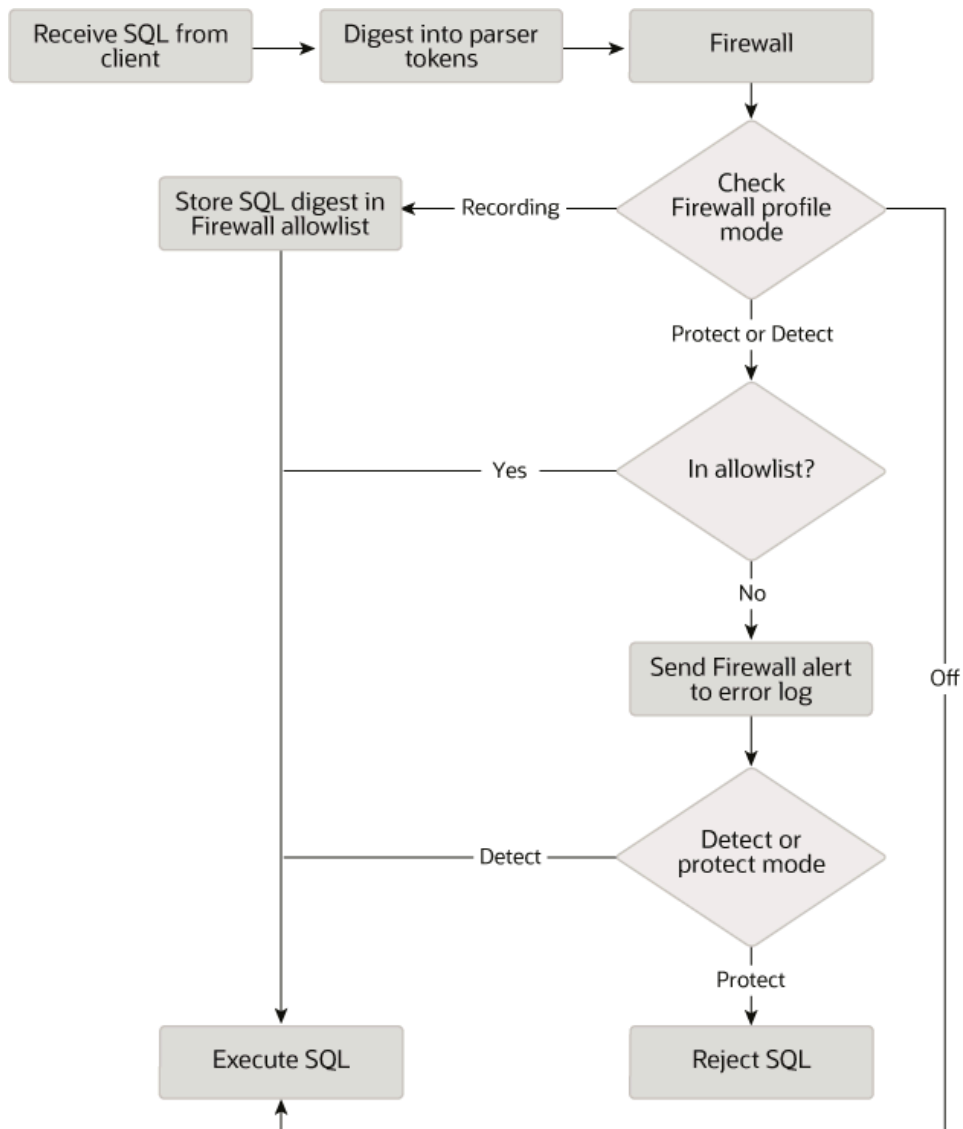 Receive SQL from
client
Digest into parser
tokens
Firewall
Check
Firewall profile
mode
Recording
Store SQL digest in
Firewall allowlist
Protect or Detect
In allowlist?
Yes
No
Send Firewall alert
to error log
Off
Detect or
protect mode
Detect
Protect
Execute SQL
Reject SQL